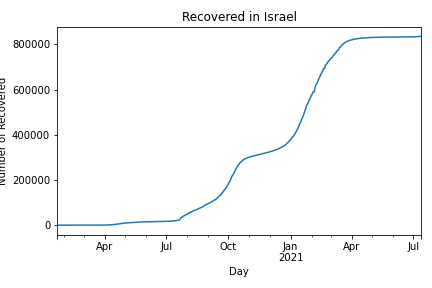 Recovered in Israel
Number of Recovered
800000
600000
400000
200000
0
Apr
Jul
Oct
Jan
2021
Apr
Jul
Day